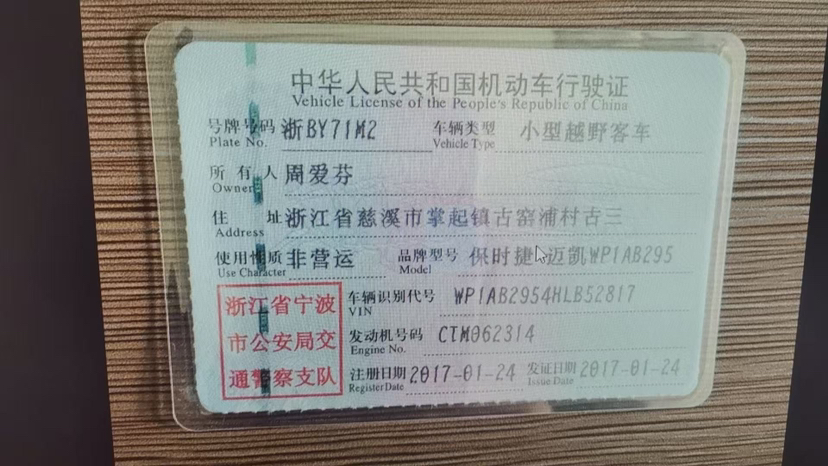 中华人民共和国机动车行驶证
Vehicle License of the People's Republic of China
号牌号码 浙BY71M2 车辆类型 小型越野客车
Plate No. Vehicle Type
所有人 周爱芬
Owner
住址 浙江省慈溪市掌起镇古窑浦村古三
Address
使用性质 非营运 品牌型号 保时捷 迈凯WP1AB295
Use Character Model
浙江省宁波
市公安局交
通警察支队
车辆识别代号 WP1AB2954HLB52817
VIN
发动机号码 CTM062314
Engine No.
注册日期 2017-01-24 发证日期 2017-01-24
Register Date Issue Date